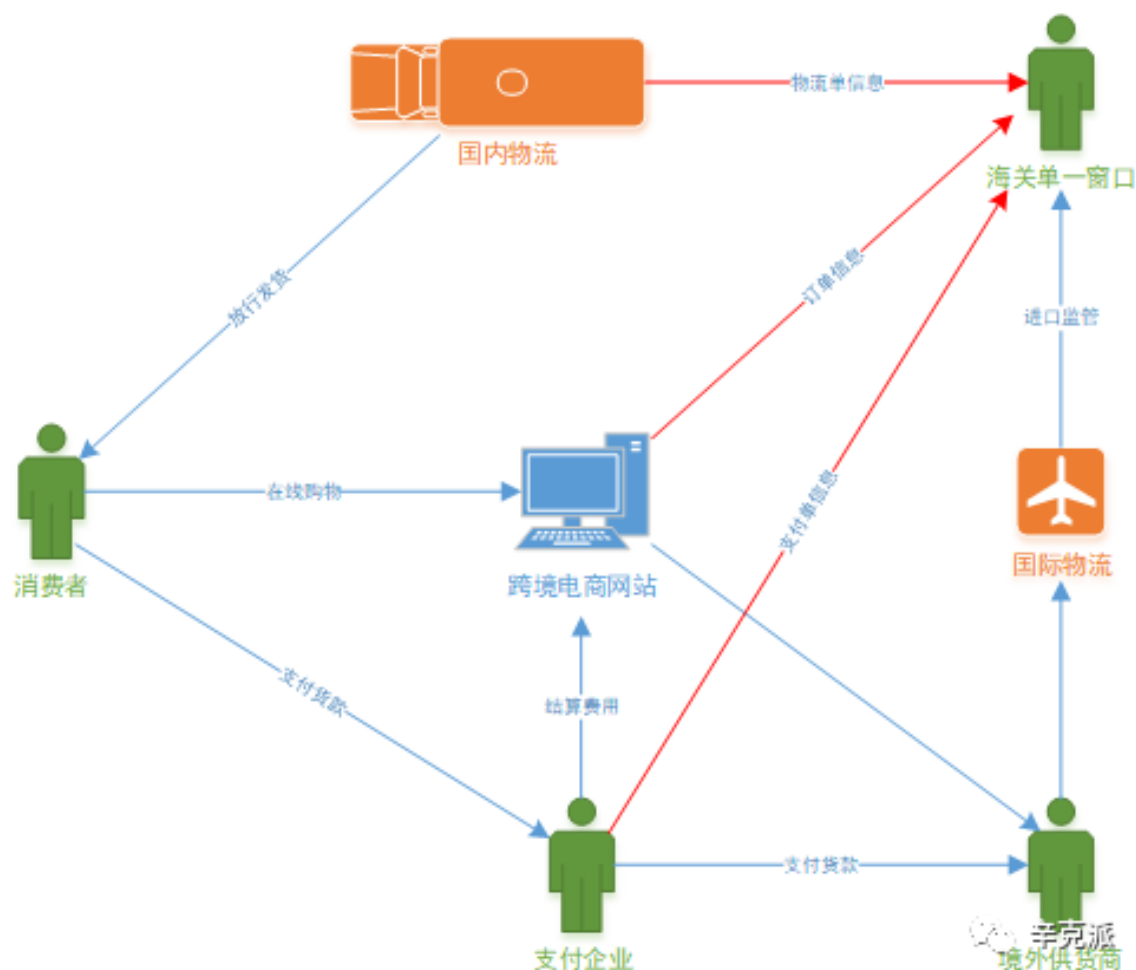 物流单信息
国内物流
海关单一窗口
订单信息
放行发货
进口监管
在线购物
支付单信息
国际物流
消费者
跨境电商网站
支付货款
结算费用
支付货款
辛克派
支付企业
境外供货商